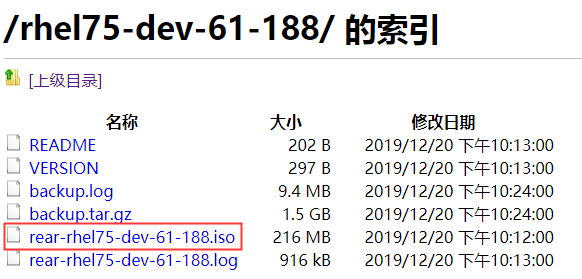 /rhel75-dev-61-188/ 的索引
[上级目录]
名称 大小 修改日期
README 202 B 2019/12/20 下午10:13:00
VERSION 297 B 2019/12/20 下午10:13:00
backup.log 9.4 MB 2019/12/20 下午10:24:00
backup.tar.gz 1.5 GB 2019/12/20 下午10:24:00
rear-rhel75-dev-61-188.iso 216 MB 2019/12/20 下午10:12:00
rear-rhel75-dev-61-188.log 916 kB 2019/12/20 下午10:13:00